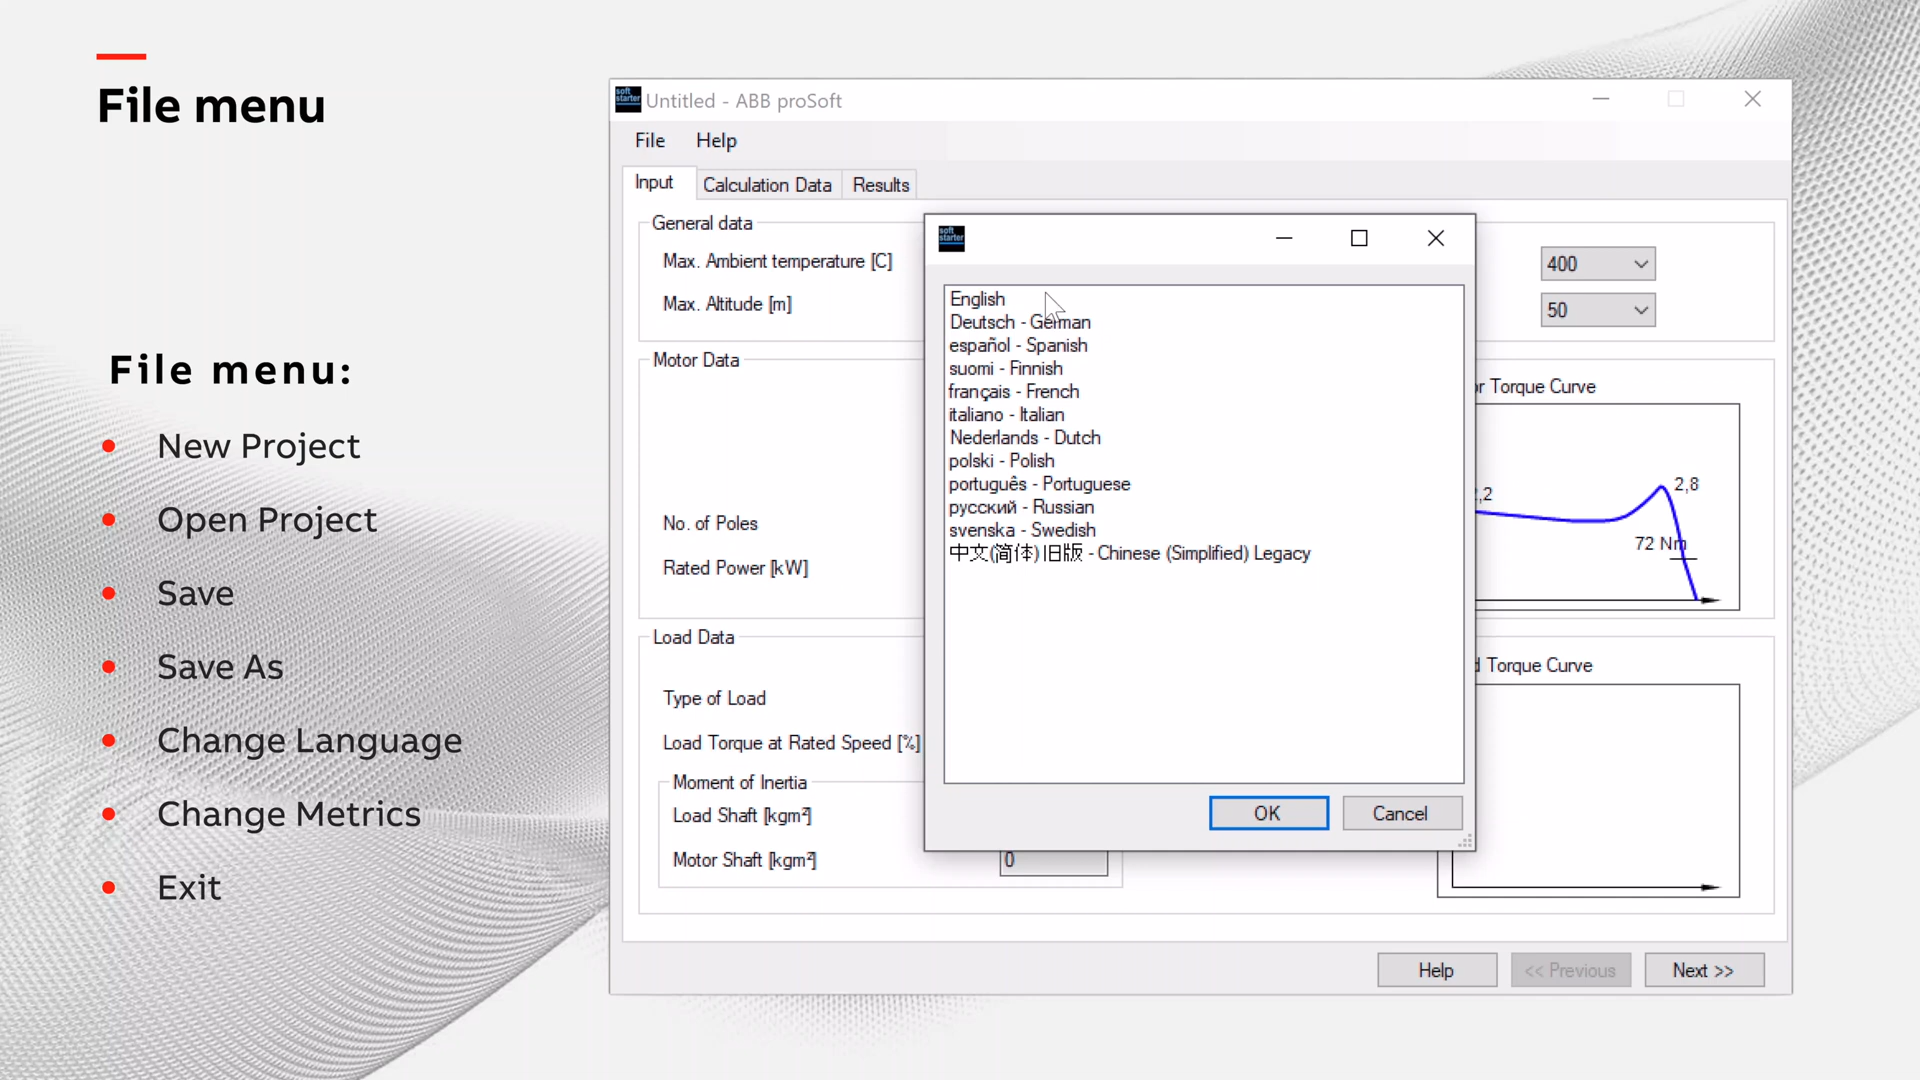 File menu
File menu:
New Project
Open Project
Save
Save As
Change Language
Change Metrics
Exit
soft starter
Untitled - ABB proSoft
File
Help
Input
Calculation Data
Results
General data
Max. Ambient temperature [C]
Max. Altitude [m]
400
50
Motor Data
No. of Poles
Rated Power [kW]
r Torque Curve
,2
2,8
72 Nm
Load Data
Type of Load
Load Torque at Rated Speed [%]
Moment of Inertia
Load Shaft [kgm²]
Motor Shaft [kgm²]
0
d Torque Curve
soft starter
English
Deutsch - German
español - Spanish
suomi - Finnish
français - French
italiano - Italian
Nederlands - Dutch
polski - Polish
português - Portuguese
русский - Russian
svenska - Swedish
中文(简体) 旧版 - Chinese (Simplified) Legacy
OK
Cancel
Help
<< Previous
Next >>